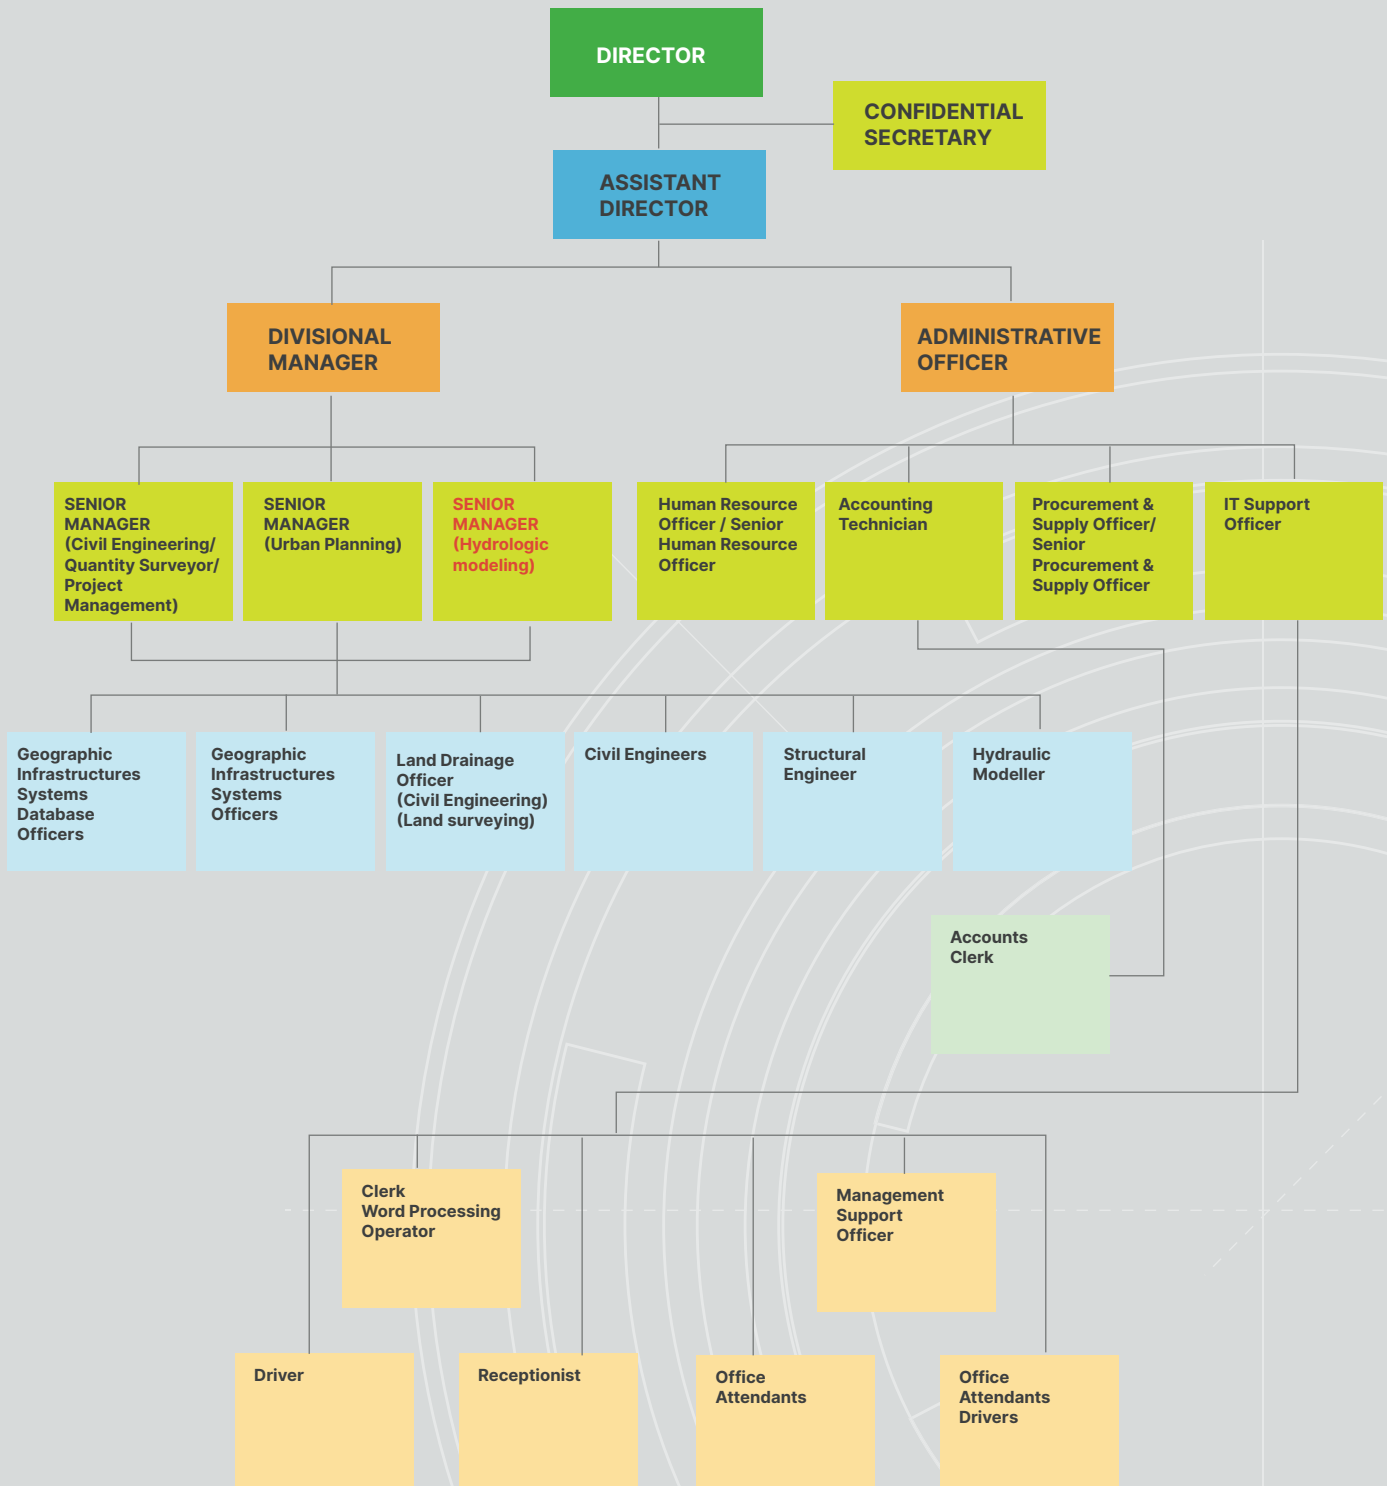 DIRECTOR
CONFIDENTIAL
SECRETARY
ASSISTANT
DIRECTOR
DIVISIONAL
MANAGER
ADMINISTRATIVE
OFFICER
SENIOR
MANAGER
(Civil Engineering/
Quantity Surveyor/
Project
Management)
SENIOR
MANAGER
(Urban Planning)
SENIOR
MANAGER
(Hydrologic
modeling)
Human Resource
Officer / Senior
Human Resource
Officer
Accounting
Technician
Procurement &
Supply Officer/
Senior
Procurement &
Supply Officer
IT Support
Officer
Geographic
Infrastructures
Systems
Database
Officers
Geographic
Infrastructures
Systems
Officers
Land Drainage
Officer
(Civil Engineering)
(Land surveying)
Civil Engineers
Structural
Engineer
Hydraulic
Modeller
Accounts
Clerk
Clerk
Word Processing
Operator
Management
Support
Officer
Driver
Receptionist
Office
Attendants
Office
Attendants
Drivers